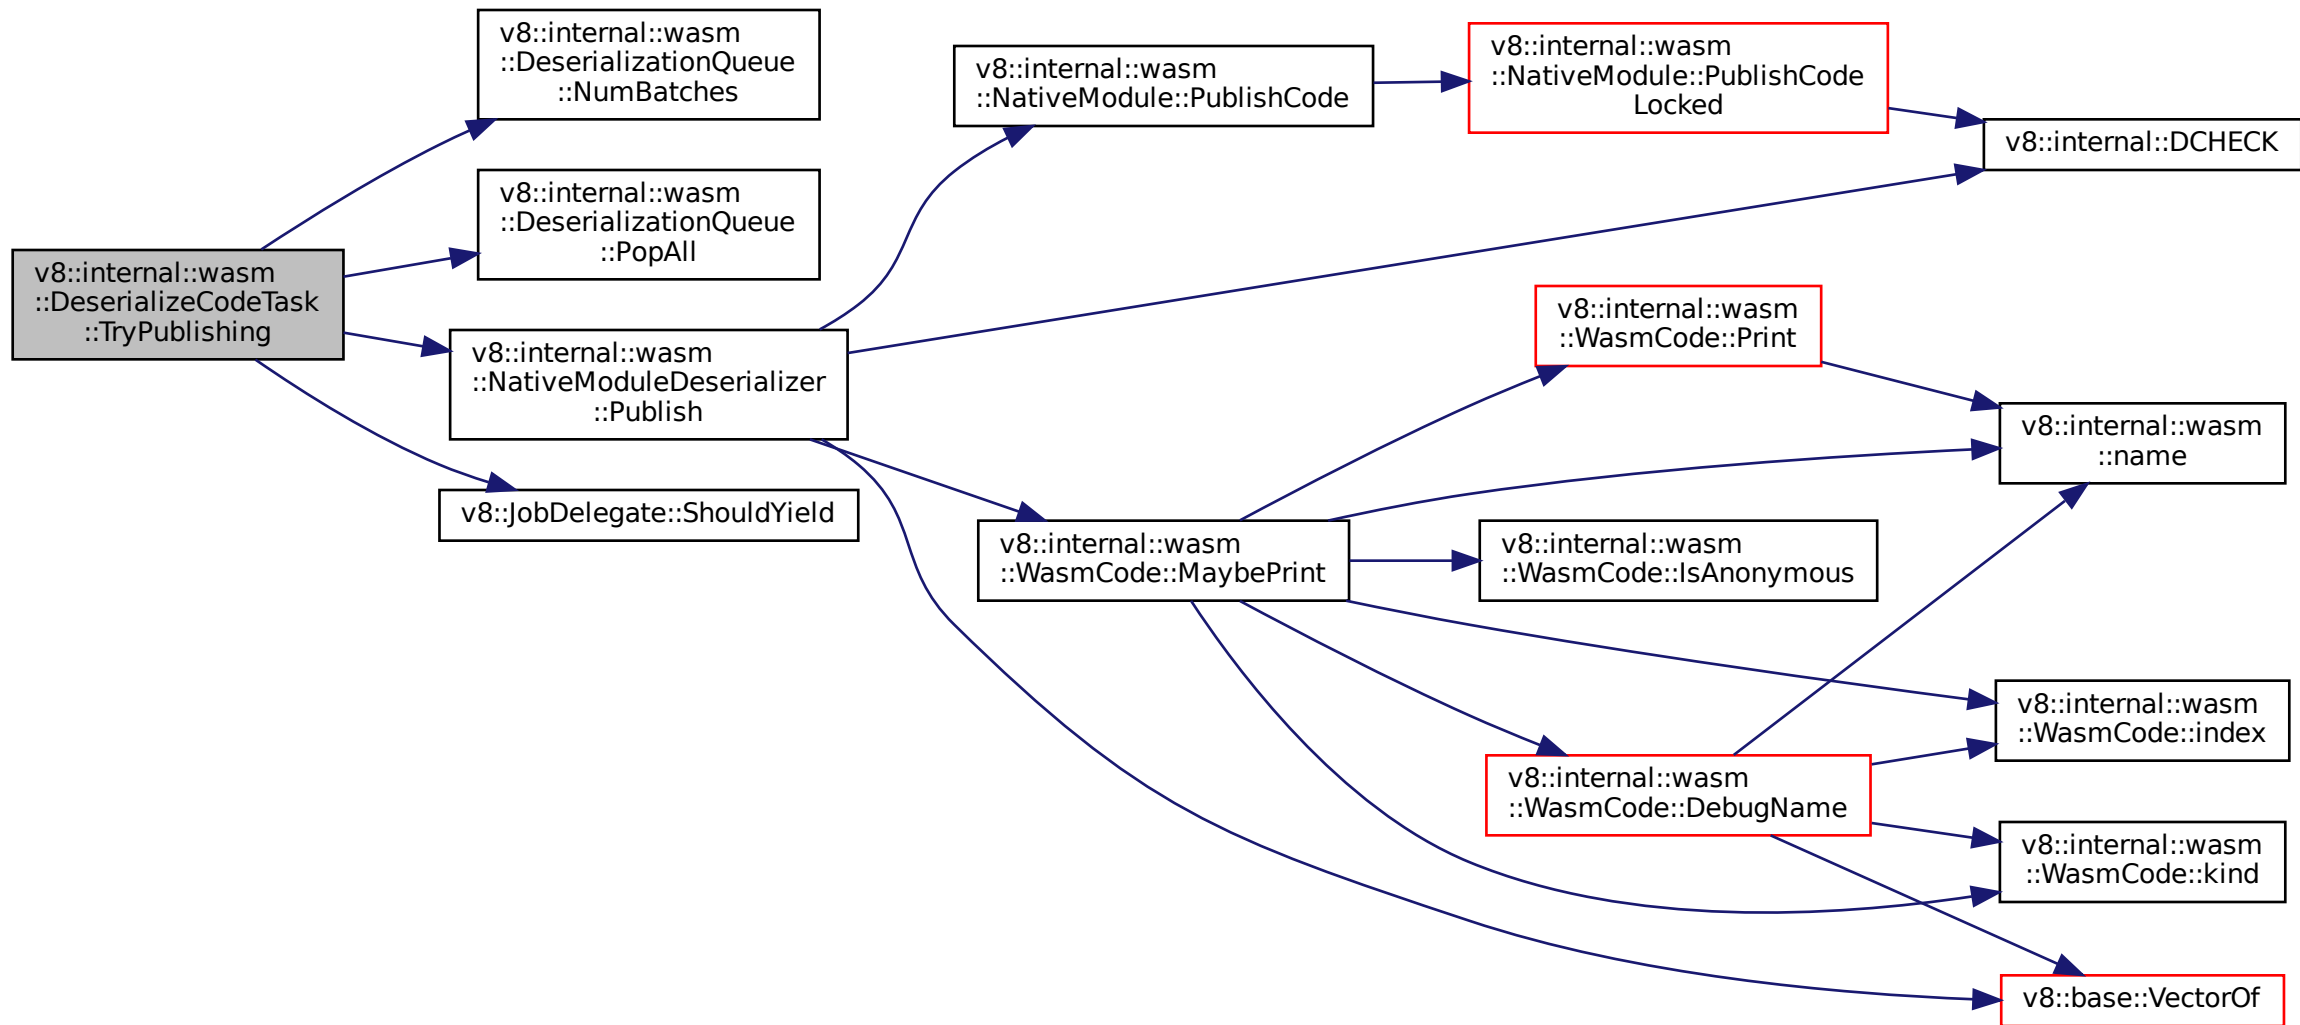 v8::internal::wasm
::DeserializeCodeTask
::TryPublishing
v8::internal::wasm
::DeserializationQueue
::NumBatches
v8::internal::wasm
::DeserializationQueue
::PopAll
v8::internal::wasm
::NativeModuleDeserializer
::Publish
v8::JobDelegate::ShouldYield
v8::internal::wasm
::NativeModule::PublishCode
v8::internal::wasm
::WasmCode::MaybePrint
v8::internal::wasm
::NativeModule::PublishCode
Locked
v8::internal::wasm
::WasmCode::Print
v8::internal::wasm
::WasmCode::IsAnonymous
v8::internal::wasm
::WasmCode::DebugName
v8::internal::DCHECK
v8::internal::wasm
::name
v8::internal::wasm
::WasmCode::index
v8::internal::wasm
::WasmCode::kind
v8::base::VectorOf